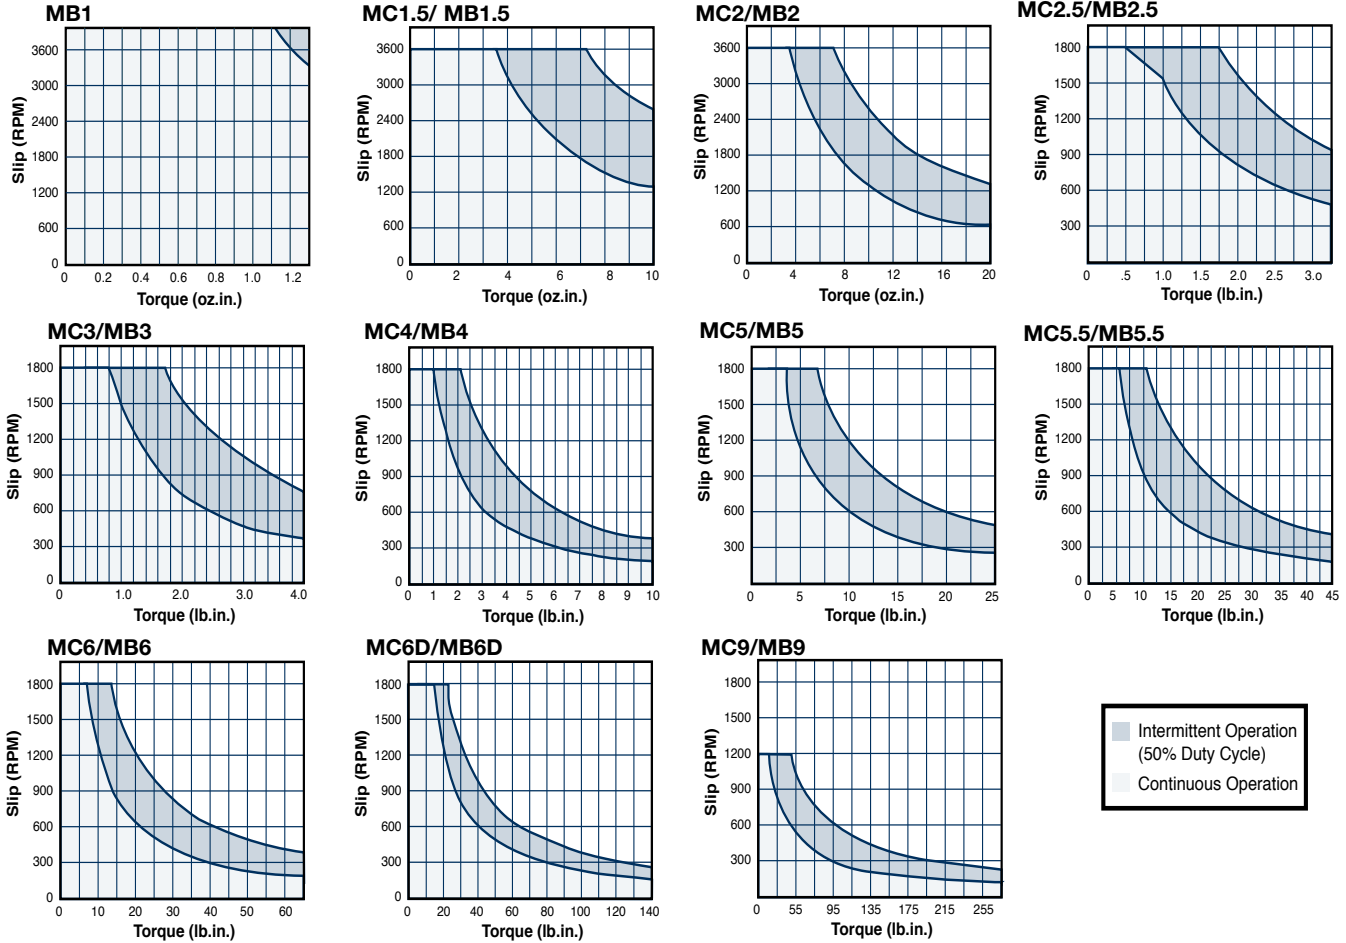 MB1
Slip (RPM)
3600
3000
2400
1800
1200
600
0
0 0.2 0.4 0.6 0.8 1.0 1.2
Torque (oz.in.)
MC1.5/ MB1.5
Slip (RPM)
3600
3000
2400
1800
1200
600
0
0 2 4 6 8 10
Torque (oz.in.)
MC2/MB2
Slip (RPM)
3600
3000
2400
1800
1200
600
0
0 4 8 12 16 20
Torque (oz.in.)
MC2.5/MB2.5
Slip (RPM)
1800
1500
1200
900
600
300
0 .5 1.0 1.5 2.0 2.5 3.o
Torque (lb.in.)
MC3/MB3
Slip (RPM)
1800
1500
1200
900
600
300
0
0 1.0 2.0 3.0 4.0
Torque (lb.in.)
MC4/MB4
Slip (RPM)
1800
1500
1200
900
600
300
0
0 1 2 3 4 5 6 7 8 9 10
Torque (lb.in.)
MC5/MB5
Slip (RPM)
1800
1500
1200
900
600
300
0 5 10 15 20 25
Torque (lb.in.)
MC5.5/MB5.5
Slip (RPM)
1800
1500
1200
900
600
300
0
0 5 10 15 20 25 30 35 40 45
Torque (lb.in.)
MC6/MB6
Slip (RPM)
1800
1500
1200
900
600
300
0
0 10 20 30 40 50 60
Torque (lb.in.)
MC6D/MB6D
Slip (RPM)
1800
1500
1200
900
600
300
0
0 20 40 60 80 100 120 140
Torque (lb.in.)
MC9/MB9
Slip (RPM)
1800
1500
1200
900
600
300
0 55 95 135 175 215 255
Torque (lb.in.)
Intermittent Operation
(50% Duty Cycle)
Continuous Operation